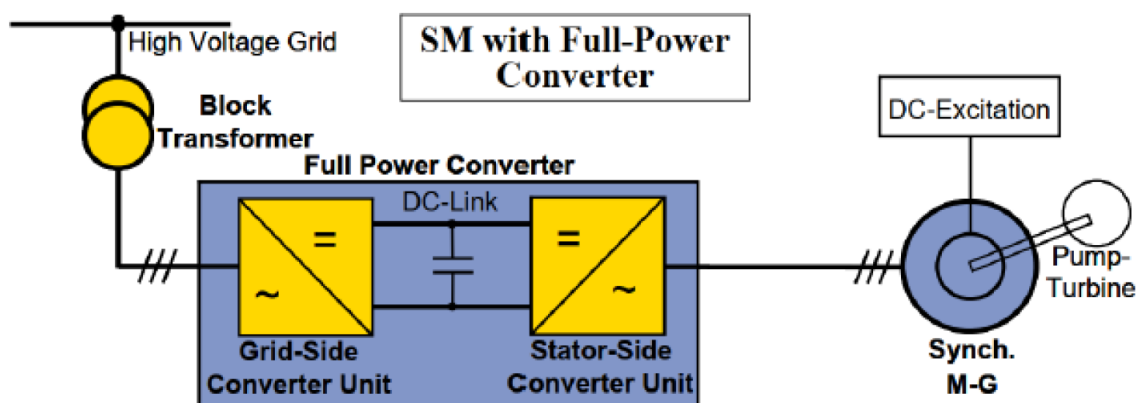 SM with Full-Power
Converter
High Voltage Grid
Block
Transformer
DC-Excitation
Full Power Converter
DC-Link
=
~
=
~
Pump-
Turbine
Grid-Side
Converter Unit
Stator-Side
Converter Unit
Synch.
M-G